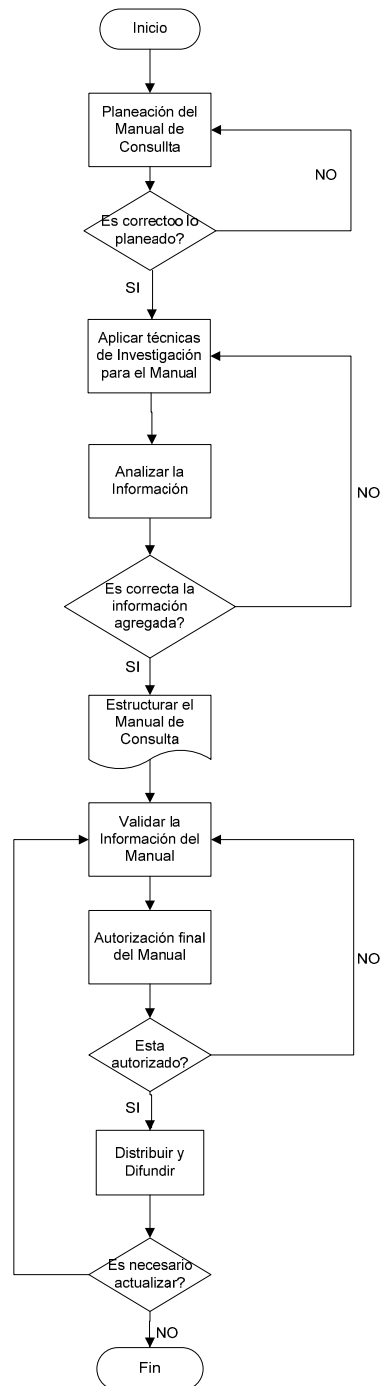 Inicio
Planeación del
Manual de
Consullta
NO
Es correctoo lo
planeado?
SI
Aplicar técnicas
de Investigación
para el Manual
Analizar la
Información
NO
Es correcta la
información
agregada?
SI
Estructurar el
Manual de
Consulta
Validar la
Información del
Manual
Autorización final
del Manual
NO
Esta
autorizado?
SI
Distribuir y
Difundir
Es necesario
actualizar?
NO
Fin